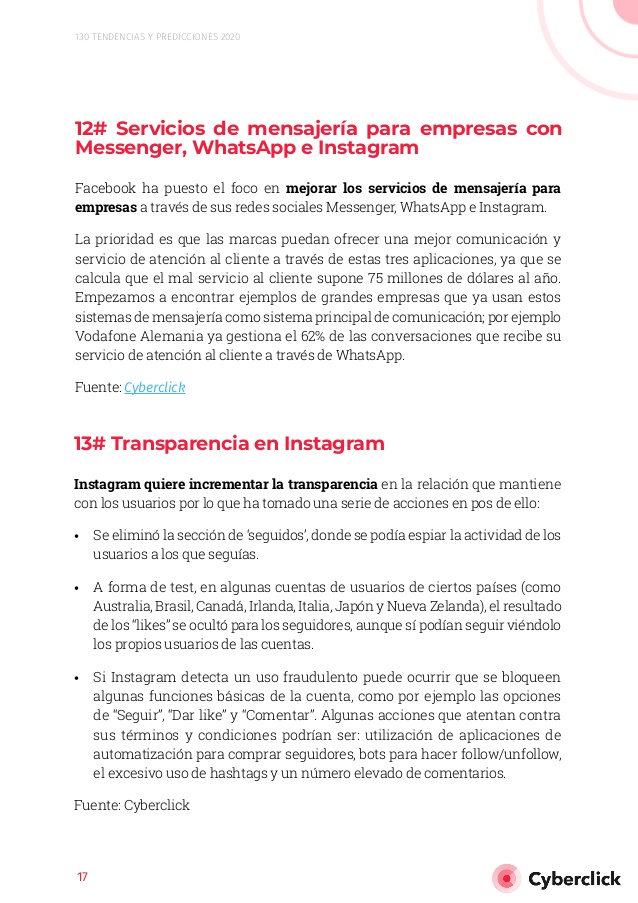 130 TENDENCIAS Y PREDICCIONES 2020
12# Servicios de mensajería para empresas con
Messenger, WhatsApp e Instagram
Facebook ha puesto el foco en mejorar los servicios de mensajería para
empresas a través de sus redes sociales Messenger, WhatsApp e Instagram.
La prioridad es que las marcas puedan ofrecer una mejor comunicación y
servicio de atención al cliente a través de estas tres aplicaciones, ya que se
calcula que el mal servicio al cliente supone 75 millones de dólares al año.
Empezamos a encontrar ejemplos de grandes empresas que ya usan estos
sistemas de mensajería como sistema principal de comunicación; por ejemplo
Vodafone Alemania ya gestiona el 62% de las conversaciones que recibe su
servicio de atención al cliente a través de WhatsApp.
Fuente: Cyberclick
13# Transparencia en Instagram
Instagram quiere incrementar la transparencia en la relación que mantiene
con los usuarios por lo que ha tomado una serie de acciones en pos de ello:
• Se eliminó la sección de ‘seguidos’, donde se podía espiar la actividad de los
usuarios a los que seguías.
• A forma de test, en algunas cuentas de usuarios de ciertos países (como
Australia, Brasil, Canadá, Irlanda, Italia, Japón y Nueva Zelanda), el resultado
de los “likes” se ocultó para los seguidores, aunque sí podían seguir viéndolo
los propios usuarios de las cuentas.
• Si Instagram detecta un uso fraudulento puede ocurrir que se bloqueen
algunas funciones básicas de la cuenta, como por ejemplo las opciones
de “Seguir”, “Dar like” y “Comentar”. Algunas acciones que atentan contra
sus términos y condiciones podrían ser: utilización de aplicaciones de
automatización para comprar seguidores, bots para hacer follow/unfollow,
el excesivo uso de hashtags y un número elevado de comentarios.
Fuente: Cyberclick
17
Cyberclick